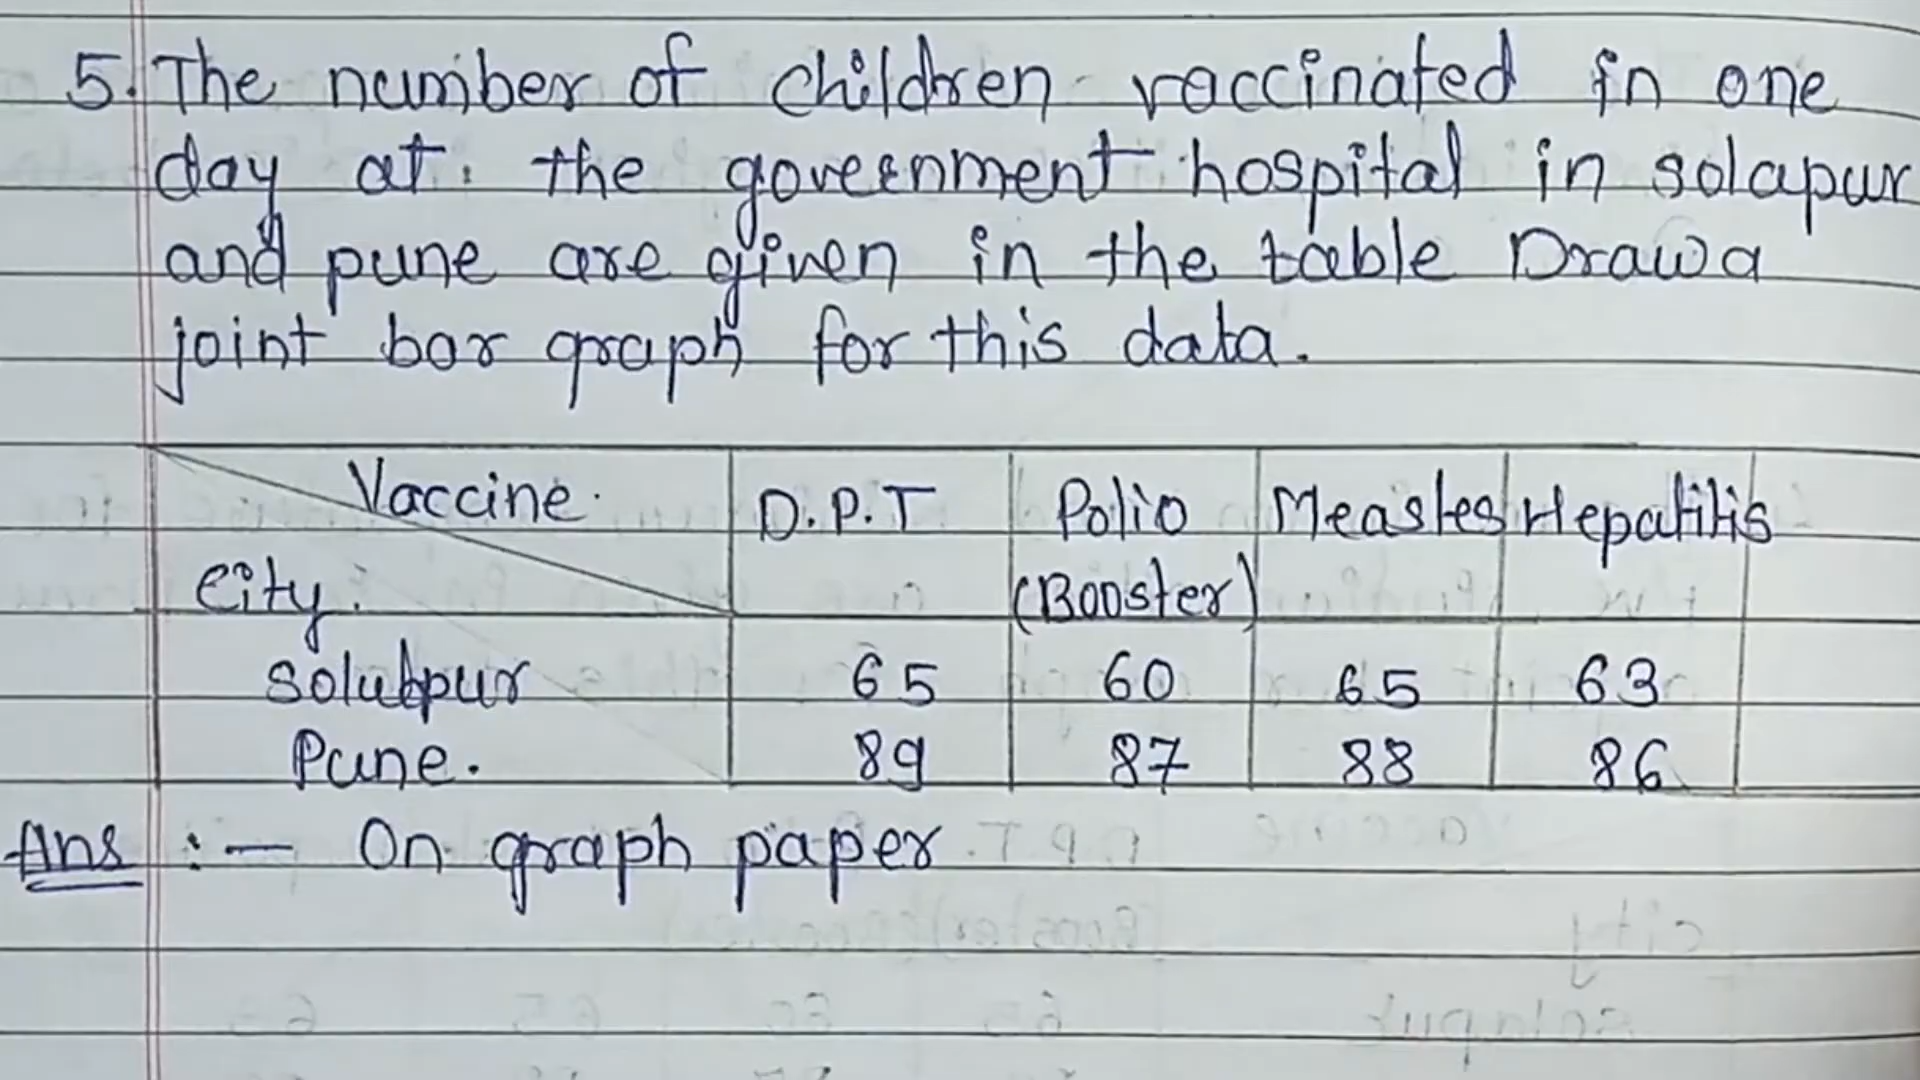 5. The number of children vaccinated in one
day at the government hospital in solapur
and pune are given in the table Draw a
joint bar graph for this data.
Vaccine D.P.T Polio Measles Hepatitis
City (Booster)
Solapur 65 60 65 63
Pune. 89 87 88 86
Ans :- On graph paper